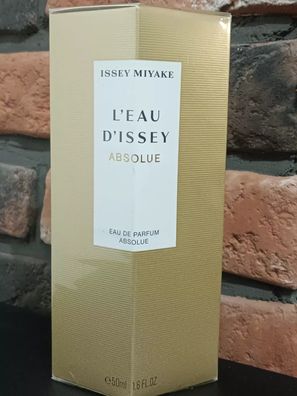 ISSEY MIYAKE
L'EAU
D'ISSEY
ABSOLUE
EAU DE PARFUM
ABSOLUE
℮50ml 1.6 FL.OZ